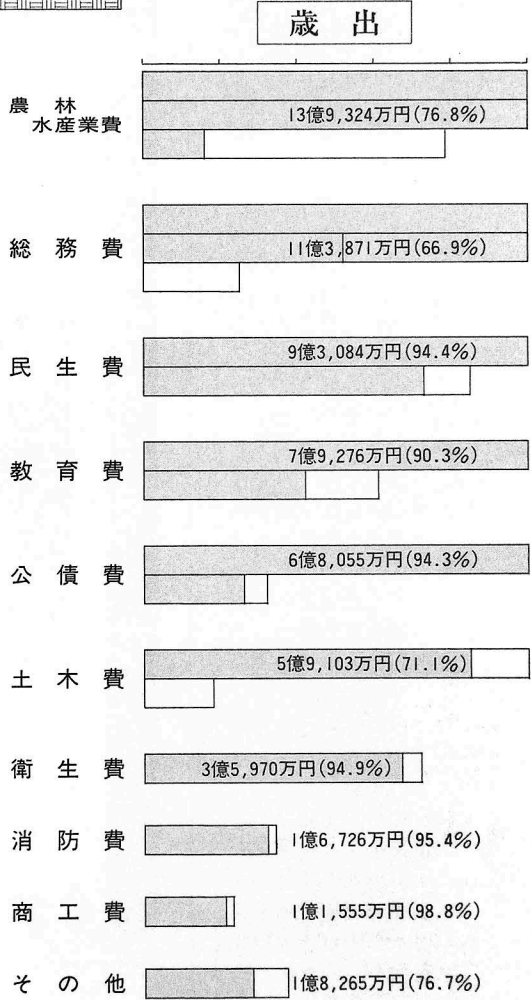 歳 出
農 林
水産業費
13億9,324万円(76.8%)
総 務 費
11億3,871万円(66.9%)
民 生 費
9億3,084万円(94.4%)
教 育 費
7億9,276万円(90.3%)
公 債 費
6億8,055万円(94.3%)
土 木 費
5億9,103万円(71.1%)
衛 生 費
3億5,970万円(94.9%)
消 防 費
1億6,726万円(95.4%)
商 工 費
1億1,555万円(98.8%)
そ の 他
1億8,265万円(76.7%)